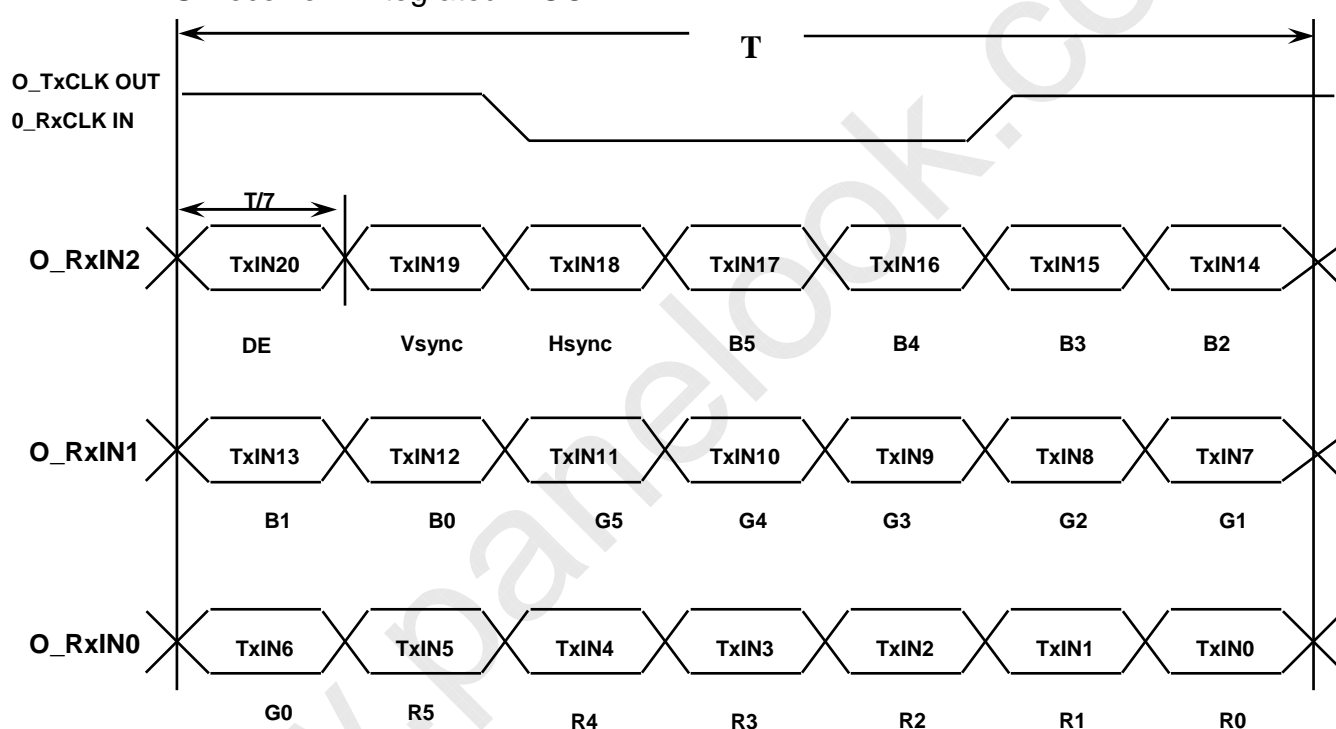 T
O_TxCLK OUT
0_RxCLK IN
T/7
O_RxIN2 TxIN20 TxIN19 TxIN18 TxIN17 TxIN16 TxIN15 TxIN14
DE Vsync Hsync B5 B4 B3 B2
O_RxIN1 TxIN13 TxIN12 TxIN11 TxIN10 TxIN9 TxIN8 TxIN7
B1 B0 G5 G4 G3 G2 G1
O_RxIN0 TxIN6 TxIN5 TxIN4 TxIN3 TxIN2 TxIN1 TxIN0
G0 R5 R4 R3 R2 R1 R0
.panelook.co